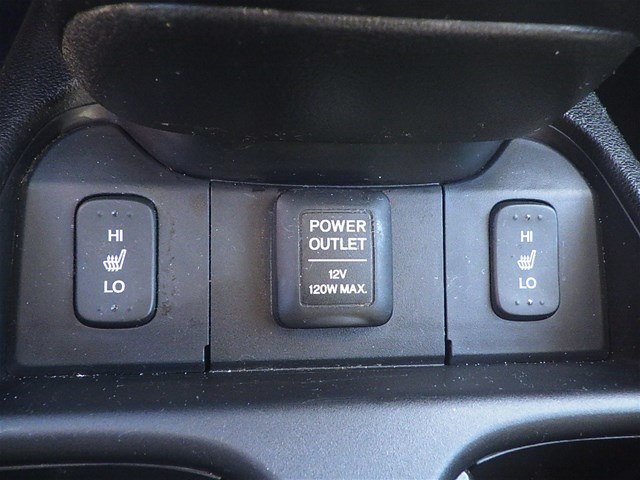 HI
LO
POWER
OUTLET
12V
120W MAX.
HI
LO